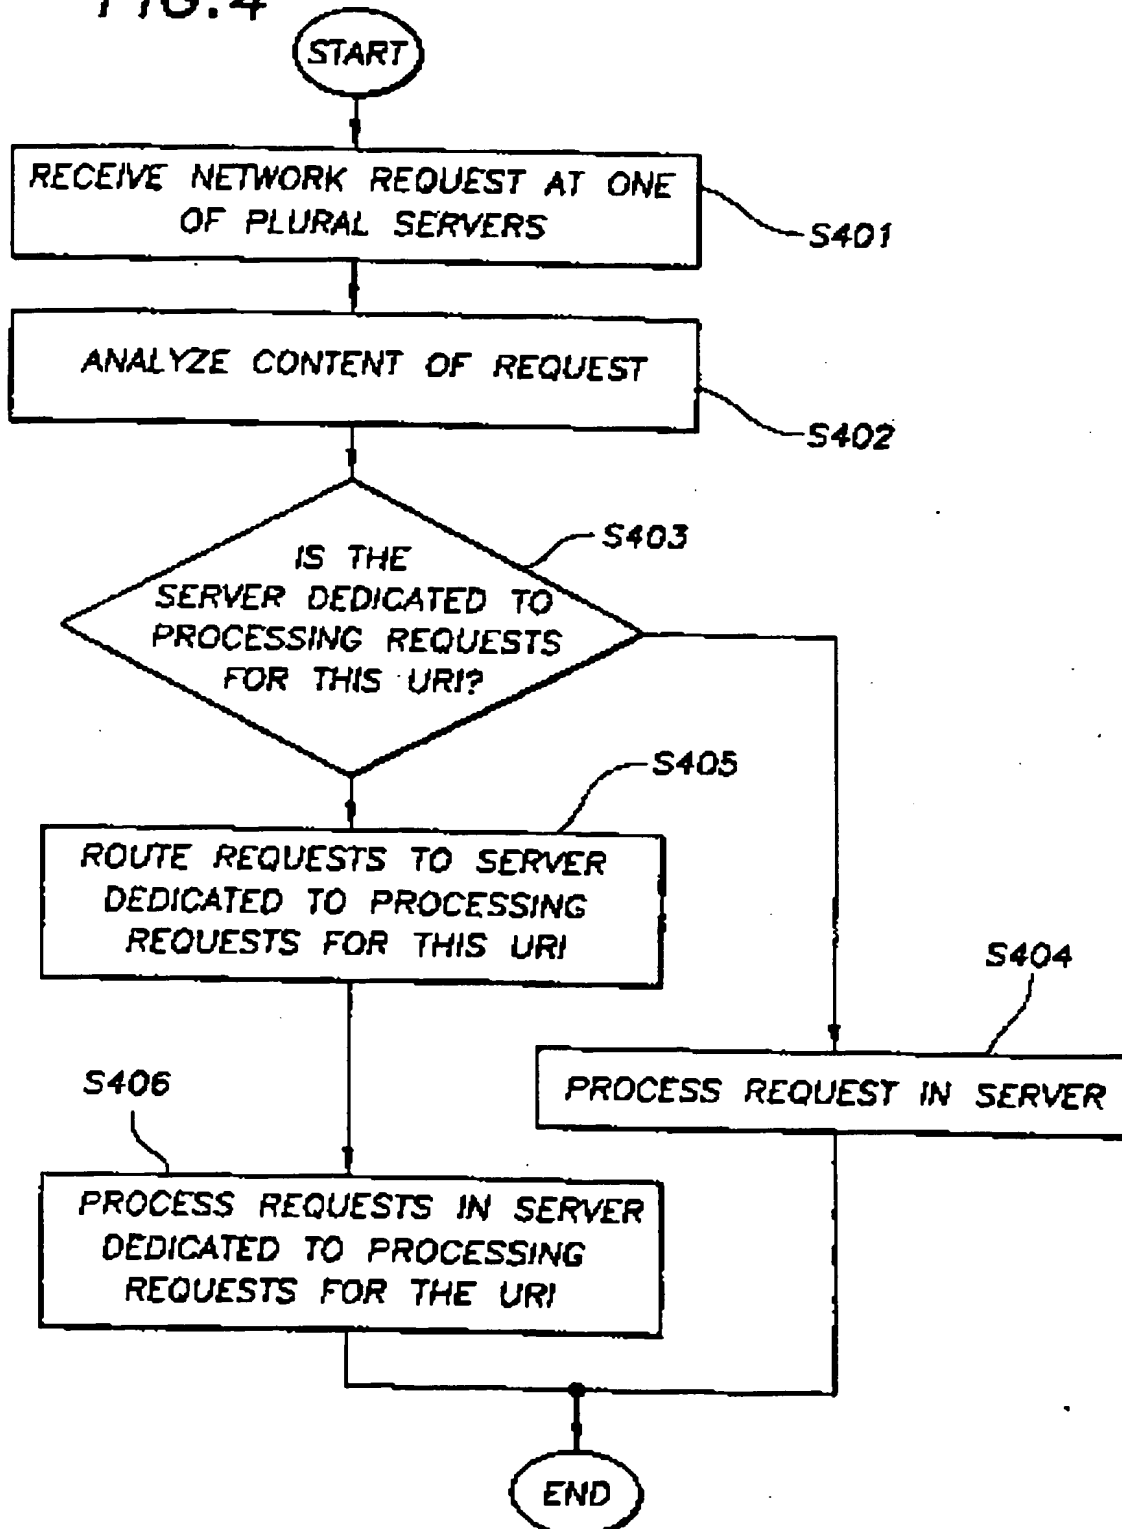 FIG.4
START
RECEIVE NETWORK REQUEST AT ONE
OF PLURAL SERVERS
S401
ANALYZE CONTENT OF REQUEST
S402
S403
IS THE
SERVER DEDICATED TO
PROCESSING REQUESTS
FOR THIS URI?
S405
ROUTE REQUESTS TO SERVER
DEDICATED TO PROCESSING
REQUESTS FOR THIS URI
S404
PROCESS REQUEST IN SERVER
S406
PROCESS REQUESTS IN SERVER
DEDICATED TO PROCESSING
REQUESTS FOR THE URI
END